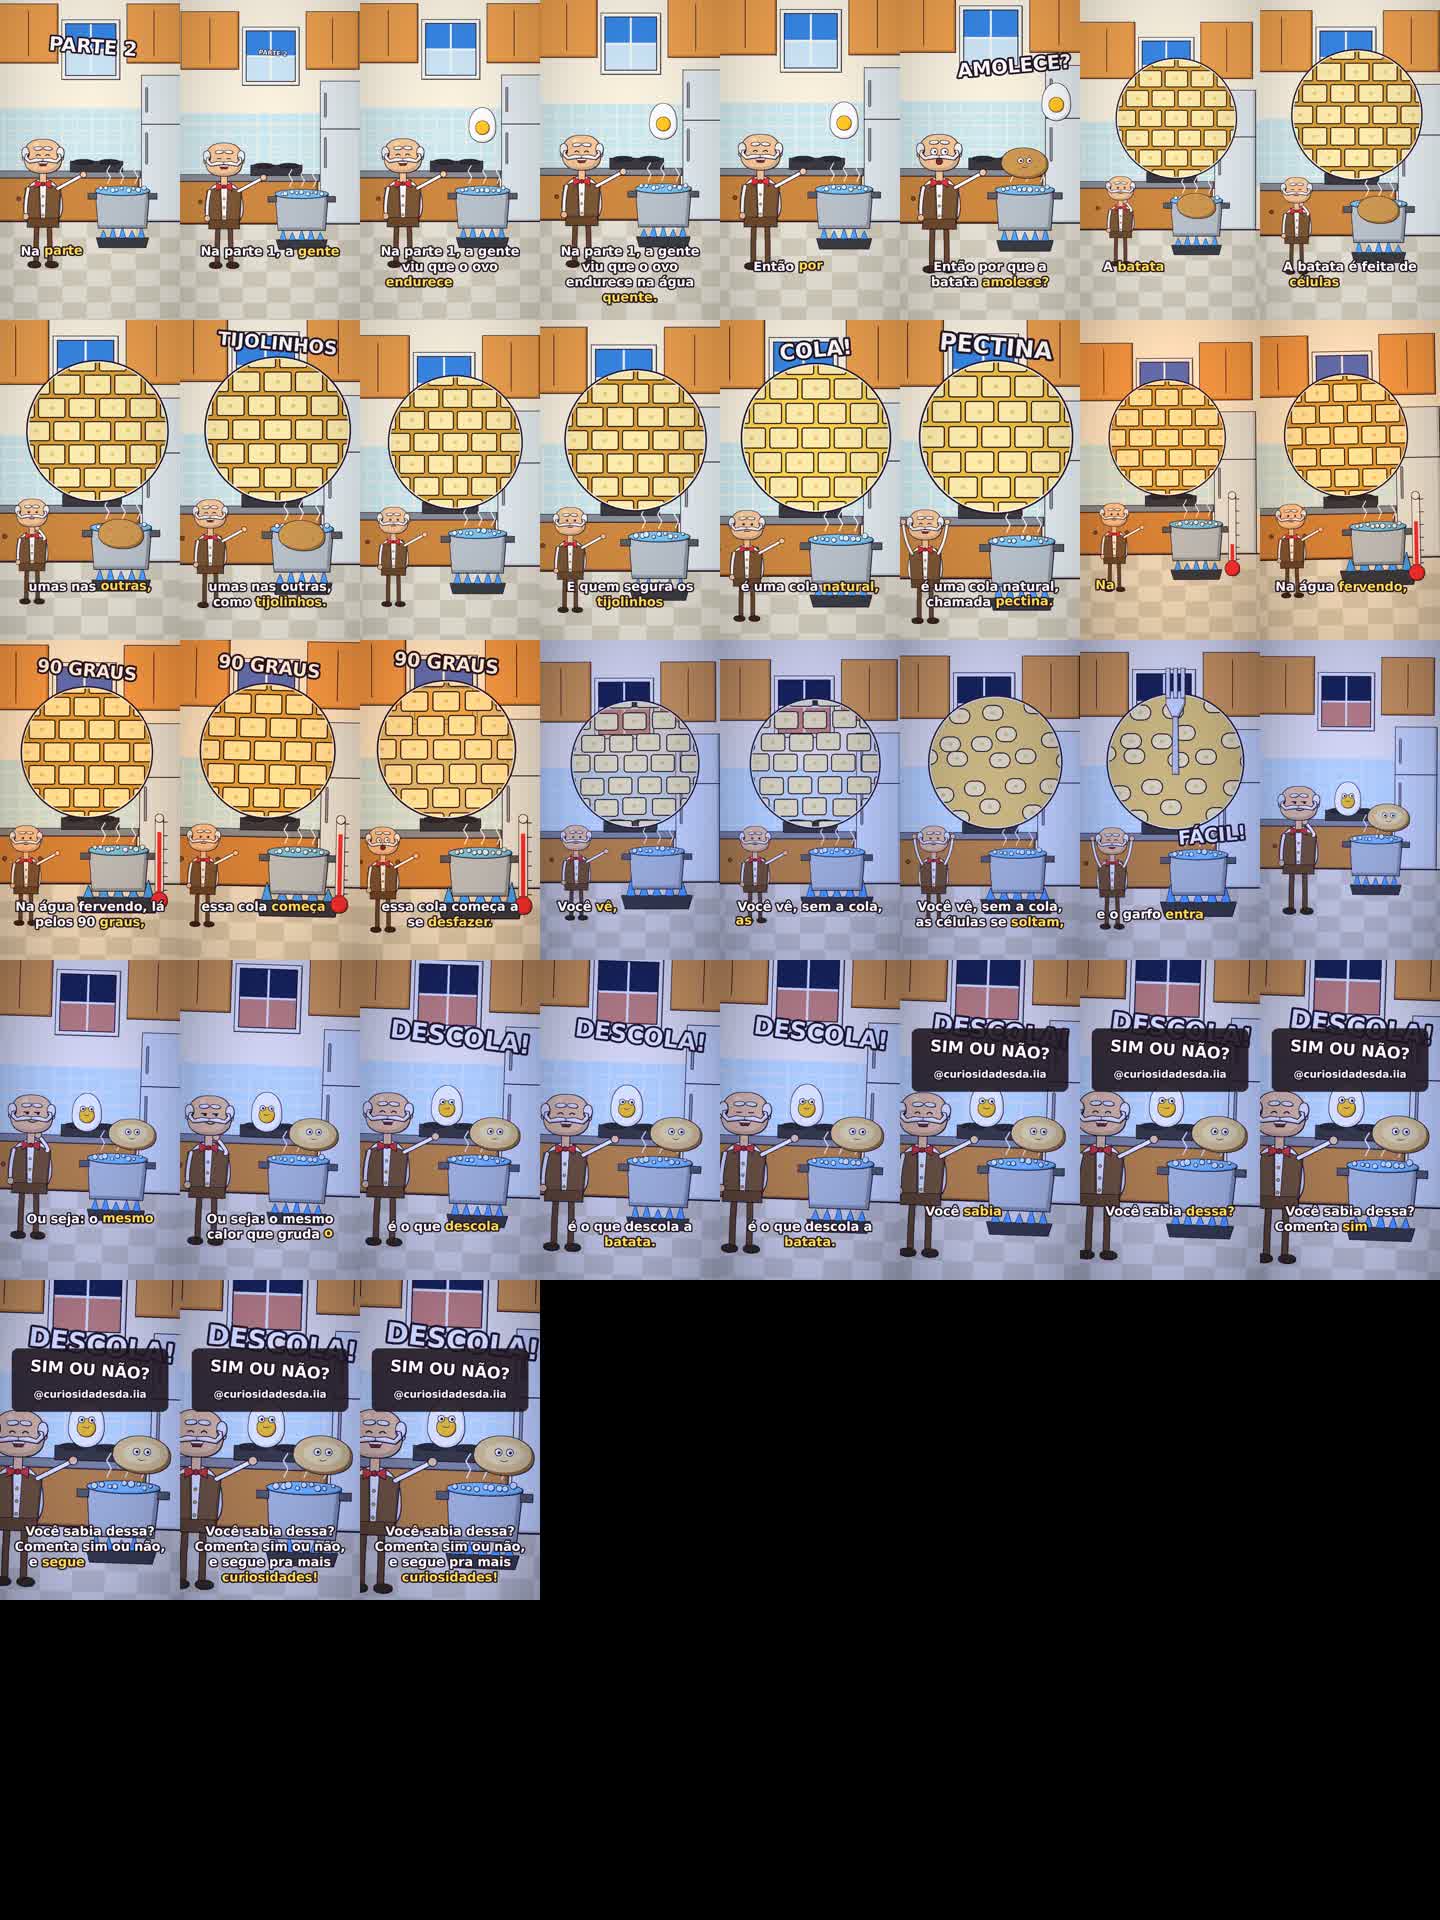 PARTE 2
Na parte
PARTE 2
Na parte 1, a gente
Na parte 1, a gente
viu que o ovo
endurece
Na parte 1, a gente
viu que o ovo
endurece na água
quente.
Então por
AMOLECE?
Então por que a
batata amolece?
A batata
A batata é feita de
células
umas nas outras,
TIJOLINHOS
umas nas outras,
como tijolinhos.
E quem segura os
tijolinhos
COLA!
é uma cola natural,
PECTINA
é uma cola natural,
chamada pectina.
Na
Na água fervendo,
90 GRAUS
Na água fervendo, lá
pelos 90 graus,
90 GRAUS
essa cola começa
90 GRAUS
essa cola começa a
se desfazer.
Você vê,
Você vê, sem a cola,
as
Você vê, sem a cola,
as células se soltam,
FÁCIL!
e o garfo entra
Ou seja: o mesmo
Ou seja: o mesmo
calor que gruda o
DESCOLA!
é o que descola
DESCOLA!
é o que descola a
batata.
DESCOLA!
é o que descola a
batata.
DESCOLA!
SIM OU NÃO?
@curiosidadesda.iia
Você sabia
DESCOLA!
SIM OU NÃO?
@curiosidadesda.iia
Você sabia dessa?
DESCOLA!
SIM OU NÃO?
@curiosidadesda.iia
Você sabia dessa?
Comenta sim
DESCOLA!
SIM OU NÃO?
@curiosidadesda.iia
Você sabia dessa?
Comenta sim ou não,
e segue
DESCOLA!
SIM OU NÃO?
@curiosidadesda.iia
Você sabia dessa?
Comenta sim ou não,
e segue pra mais
curiosidades!
DESCOLA!
SIM OU NÃO?
@curiosidadesda.iia
Você sabia dessa?
Comenta sim ou não,
e segue pra mais
curiosidades!